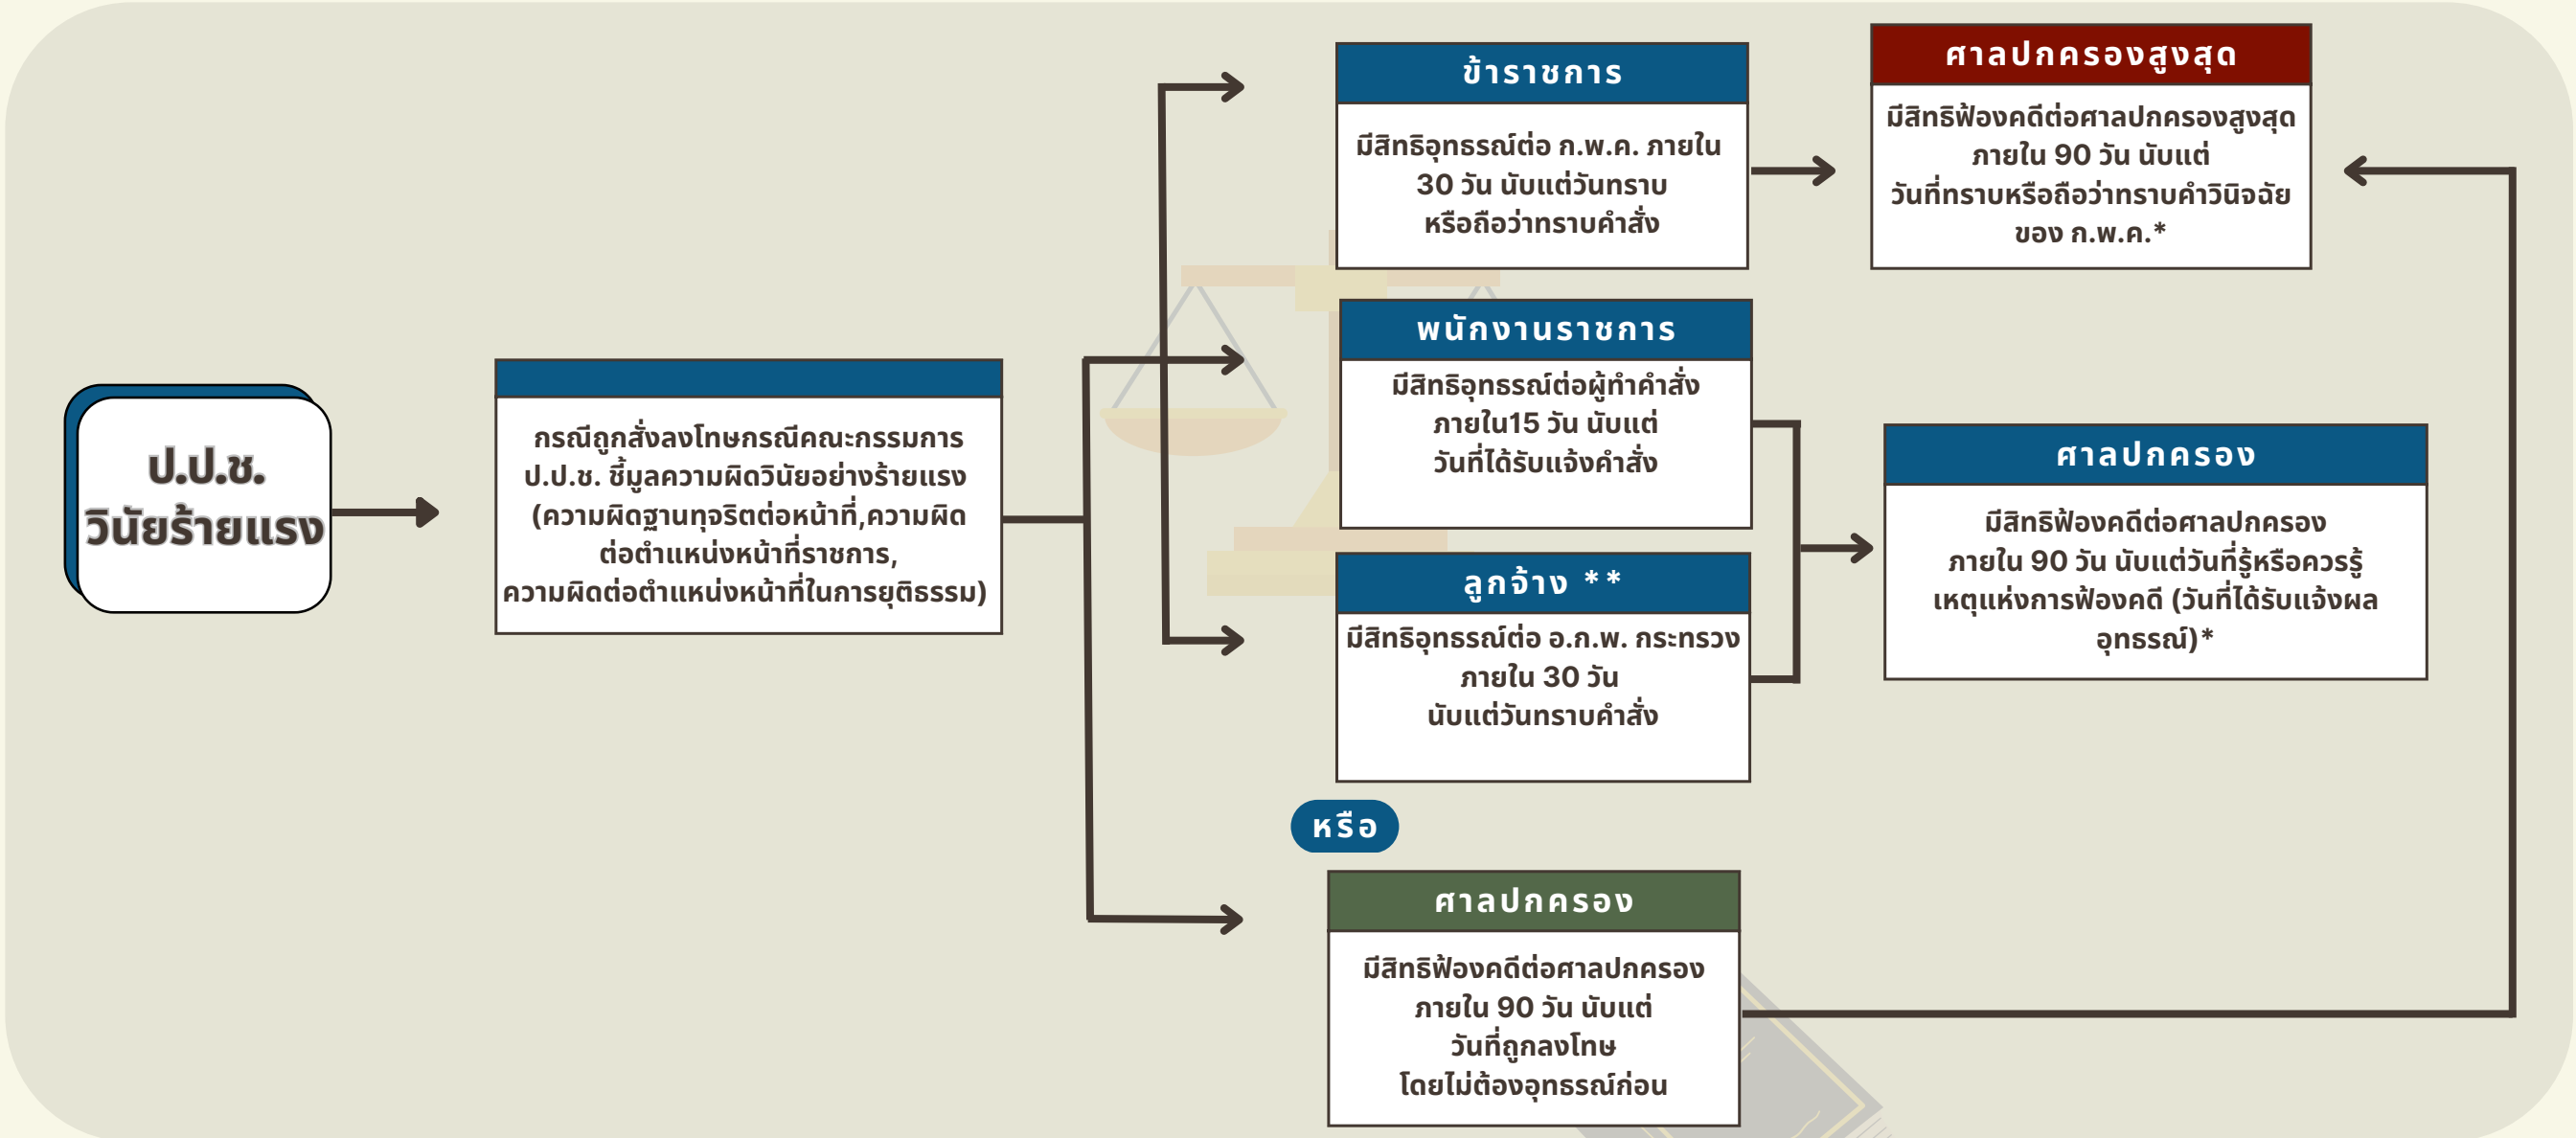 ป.ป.ช.
วินัยร้ายแรง
กรณีถูกสั่งลงโทษกรณีคณะกรรมการ
ป.ป.ช. ชี้มูลความผิดวินัยอย่างร้ายแรง
(ความผิดฐานทุจริตต่อหน้าที่,ความผิด
ต่อตำแหน่งหน้าที่ราชการ,
ความผิดต่อตำแหน่งหน้าที่ในการยุติธรรม)
ข้าราชการ
มีสิทธิอุทธรณ์ต่อ ก.พ.ค. ภายใน
30 วัน นับแต่วันทราบ
หรือถือว่าทราบคำสั่ง
ศาลปกครองสูงสุด
มีสิทธิฟ้องคดีต่อศาลปกครองสูงสุด
ภายใน 90 วัน นับแต่
วันที่ทราบหรือถือว่าทราบคำวินิจฉัย
ของ ก.พ.ค.*
พนักงานราชการ
มีสิทธิอุทธรณ์ต่อผู้ทำคำสั่ง
ภายใน15 วัน นับแต่
วันที่ได้รับแจ้งคำสั่ง
ลูกจ้าง **
มีสิทธิอุทธรณ์ต่อ อ.ก.พ. กระทรวง
ภายใน 30 วัน
นับแต่วันทราบคำสั่ง
ศาลปกครอง
มีสิทธิฟ้องคดีต่อศาลปกครอง
ภายใน 90 วัน นับแต่วันที่รู้หรือควรรู้
เหตุแห่งการฟ้องคดี (วันที่ได้รับแจ้งผล
อุทธรณ์)*
หรือ
ศาลปกครอง
มีสิทธิฟ้องคดีต่อศาลปกครอง
ภายใน 90 วัน นับแต่
วันที่ถูกลงโทษ
โดยไม่ต้องอุทธรณ์ก่อน